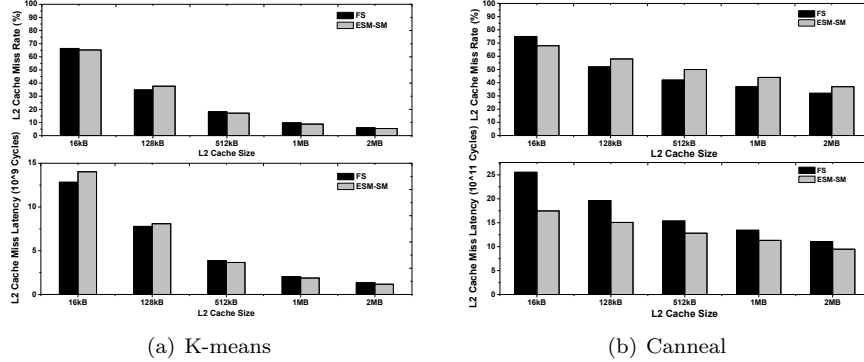 L2 Cache Miss Rate (%)
100
90
80
70
60
50
40
30
20
10
0
FS
ESM-SM
16kB 128kB 512kB 1MB 2MB
L2 Cache Size
L2 Cache Miss Latency (10^9 Cycles)
15
10
5
0
FS
ESM-SM
16kB 128kB 512kB 1MB 2MB
L2 Cache Size
(a) K-means
L2 Cache Miss Rate (%)
100
90
80
70
60
50
40
30
20
10
0
FS
ESM-SM
16kB 128kB 512kB 1MB 2MB
L2 Cache Size
L2 Cache Miss Latency (10^11 Cycles)
25
20
15
10
5
0
FS
ESM-SM
16kB 128kB 512kB 1MB 2MB
L2 Cache Size
(b) Canneal